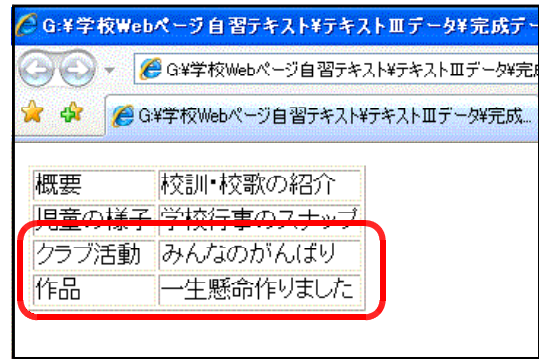 G:¥学校Webページ自習テキスト¥テキストⅢデータ¥完成デー
G:¥学校Webページ自習テキスト¥テキストⅢデータ¥完
G:¥学校Webページ自習テキスト¥テキストⅢデータ¥完成...
概要 校訓・校歌の紹介
児童の様子 学校行事のスナップ
クラブ活動 みんなのがんばり
作品 一生懸命作りました